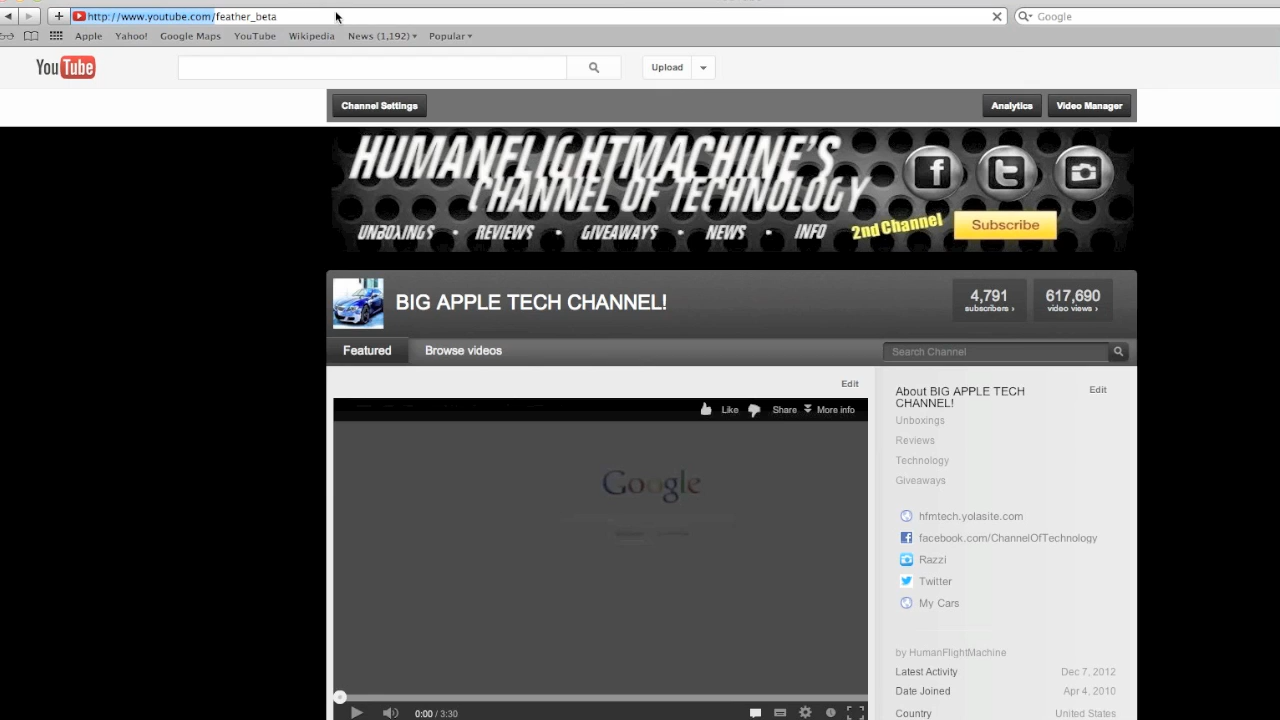 http://www.youtube.com/feather_beta
Google
Apple Yahoo! Google Maps YouTube Wikipedia News (1,192) Popular
YouTube
Upload
Channel Settings
Analytics
Video Manager
HUMANFLIGHTMACHINE'S
CHANNEL OF TECHNOLOGY
UNBOXINGS • REVIEWS • GIVEAWAYS • NEWS • INFO
2nd Channel
Subscribe
BIG APPLE TECH CHANNEL!
4,791
subscribers ›
617,690
video views ›
Featured
Browse videos
Search Channel
Edit
Like
Share
More info
Google
0:00 / 3:30
About BIG APPLE TECH
CHANNEL!
Edit
Unboxings
Reviews
Technology
Giveaways
hfmtech.yolasite.com
facebook.com/ChannelOfTechnology
Razzi
Twitter
My Cars
by HumanFlightMachine
Latest Activity Dec 7, 2012
Date Joined Apr 4, 2010
Country United States